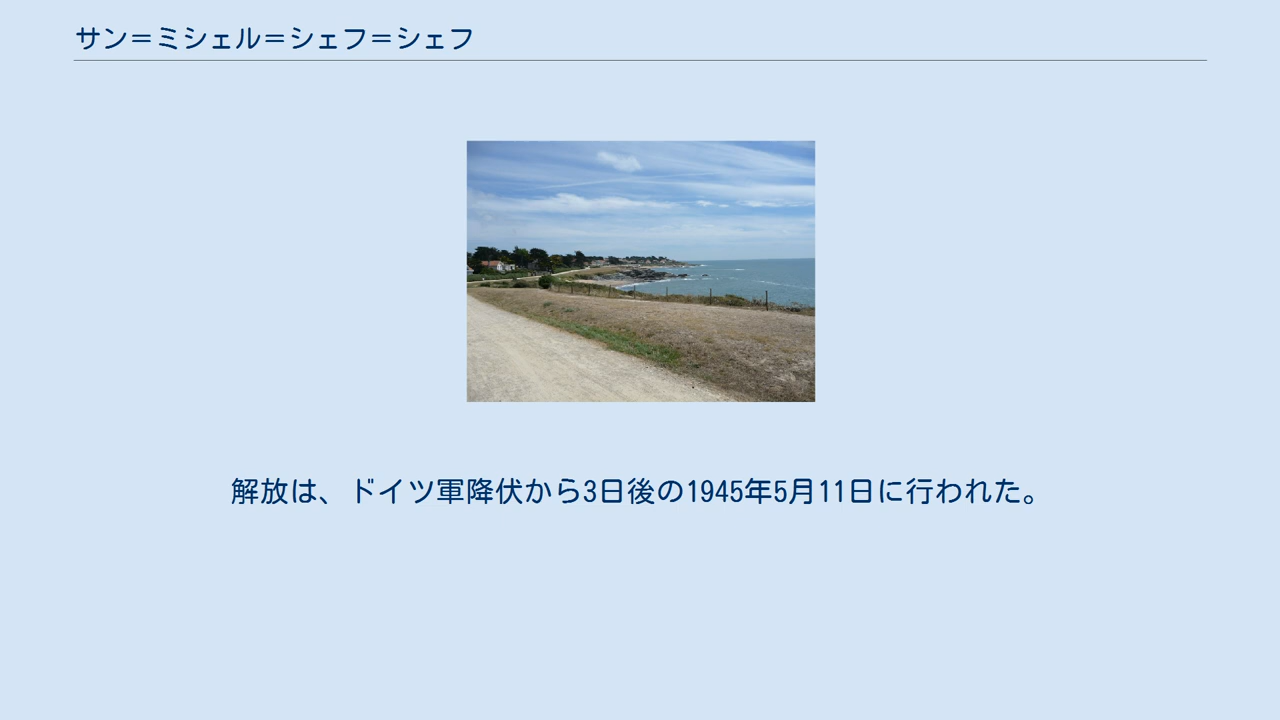 サン＝ミシェル＝シェフ＝シェフ
解放は、ドイツ軍降伏から3日後の1945年5月11日に行われた。